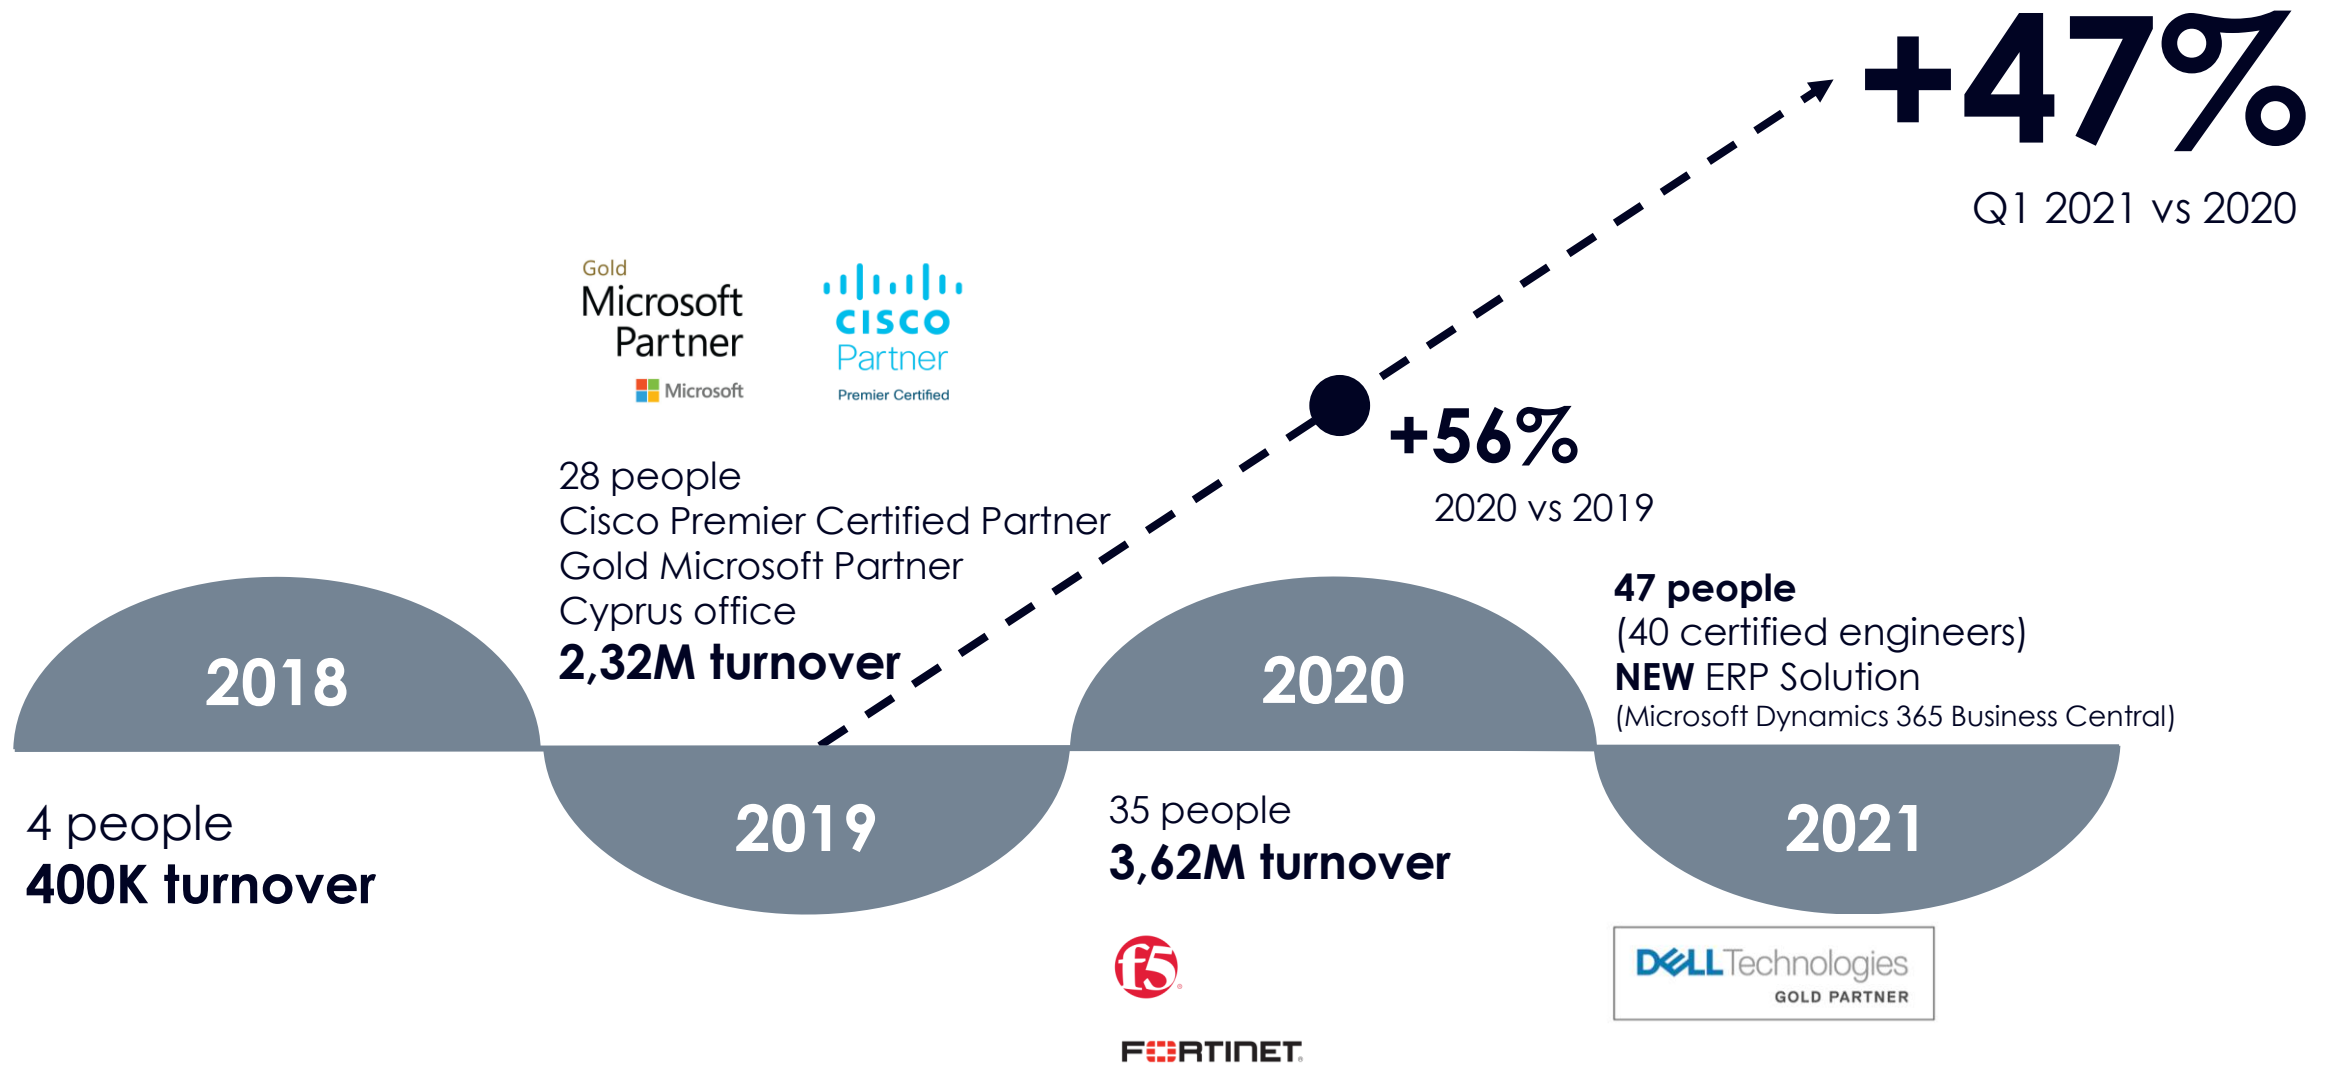 +47%
Q1 2021 vs 2020
Gold
Microsoft
Partner
Microsoft
CISCO
Partner
Premier Certified
+56%
2020 vs 2019
28 people
Cisco Premier Certified Partner
Gold Microsoft Partner
Cyprus office
2,32M turnover
47 people
(40 certified engineers)
NEW ERP Solution
(Microsoft Dynamics 365 Business Central)
2018
2019
2020
2021
4 people
400K turnover
35 people
3,62M turnover
f5
FORTINET
DELLTechnologies
GOLD PARTNER